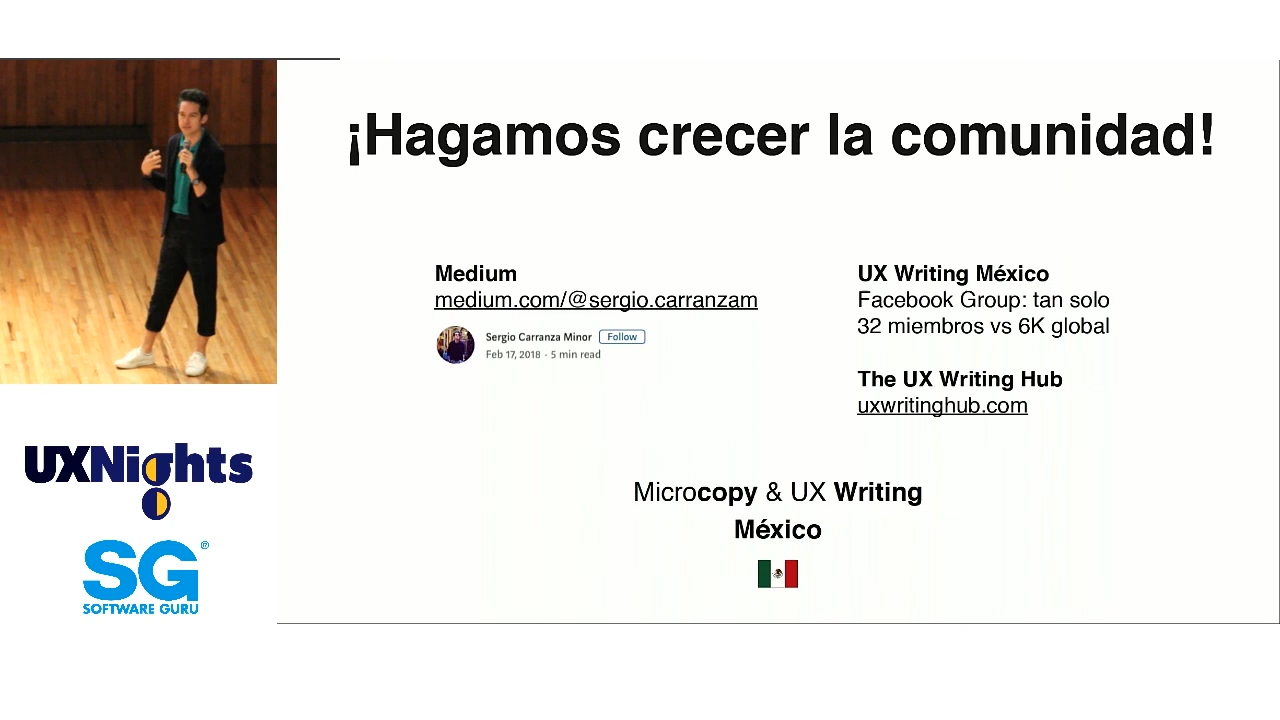 ¡Hagamos crecer la comunidad!
Medium
medium.com/@sergio.carranzam
Sergio Carranza Minor Follow
Feb 17, 2018 · 5 min read
UX Writing México
Facebook Group: tan solo
32 miembros vs 6K global
The UX Writing Hub
uxwritinghub.com
Microcopy & UX Writing
México
UXNights
SG®
SOFTWARE GURU